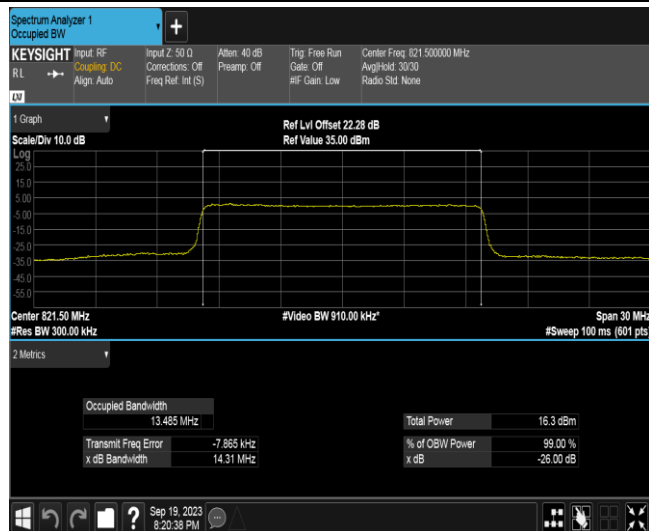 Spectrum Analyzer 1
Occupied BW
+
KEYSIGHT Input: RF Input Z: 50 Ω Atten: 40 dB Trig: Free Run Center Freq: 821.500000 MHz
RL Coupling: DC Corrections: Off Preamp: Off Gate: Off Avg|Hold: 30/30
Align: Auto Freq Ref: Int (S) #IF Gain: Low Radio Std: None
1 Graph
Ref Lvl Offset 22.28 dB
Scale/Div 10.0 dB Ref Value 35.00 dBm
Log
25.0
15.0
5.00
-5.00
-15.0
-25.0
-35.0
-45.0
-55.0
Center 821.50 MHz #Video BW 910.00 kHz* Span 30 MHz
#Res BW 300.00 kHz #Sweep 100 ms (601 pts)
2 Metrics
Occupied Bandwidth
13.485 MHz Total Power 16.3 dBm
Transmit Freq Error -7.865 kHz % of OBW Power 99.00 %
x dB Bandwidth 14.31 MHz x dB -26.00 dB
? Sep 19, 2023
8:20:38 PM